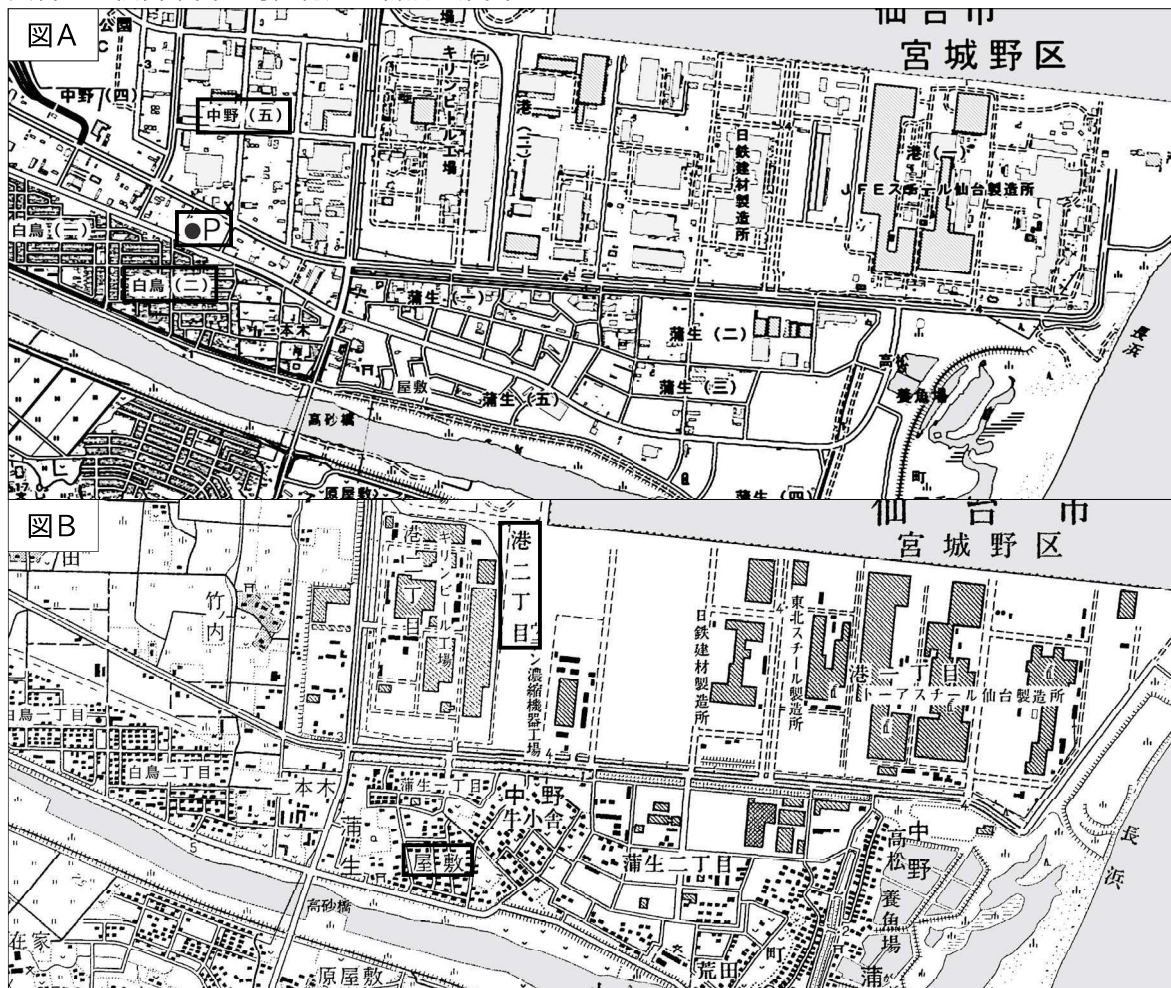 図A
公園
仙台市
宮城野区
中野(四)
中野(五)
キリンビール工場
港(二)
日鉄建材製造所
港(一)
JFEスチール仙台製造所
白鳥(三)
P
白鳥(二)
二本木
蒲生(一)
蒲生(二)
蒲生(三)
高松
養魚場
長浜
屋敷
蒲生(五)
高砂橋
原屋敷
蒲生(四)
町
図B
田
竹ノ内
港二丁目
キリンビール工場
港二丁目
仙台市
宮城野区
日鉄建材製造所
東北スチール製造所
港一丁目
トーアスチール仙台製造所
濃縮機器工場
白鳥一丁目
白鳥二丁目
二本木
蒲生一丁目
中野
牛小舎
蒲生
屋敷
蒲生二丁目
中野
高松
養魚場
長浜
5
高砂橋
在家
原屋敷
荒田
町
蒲